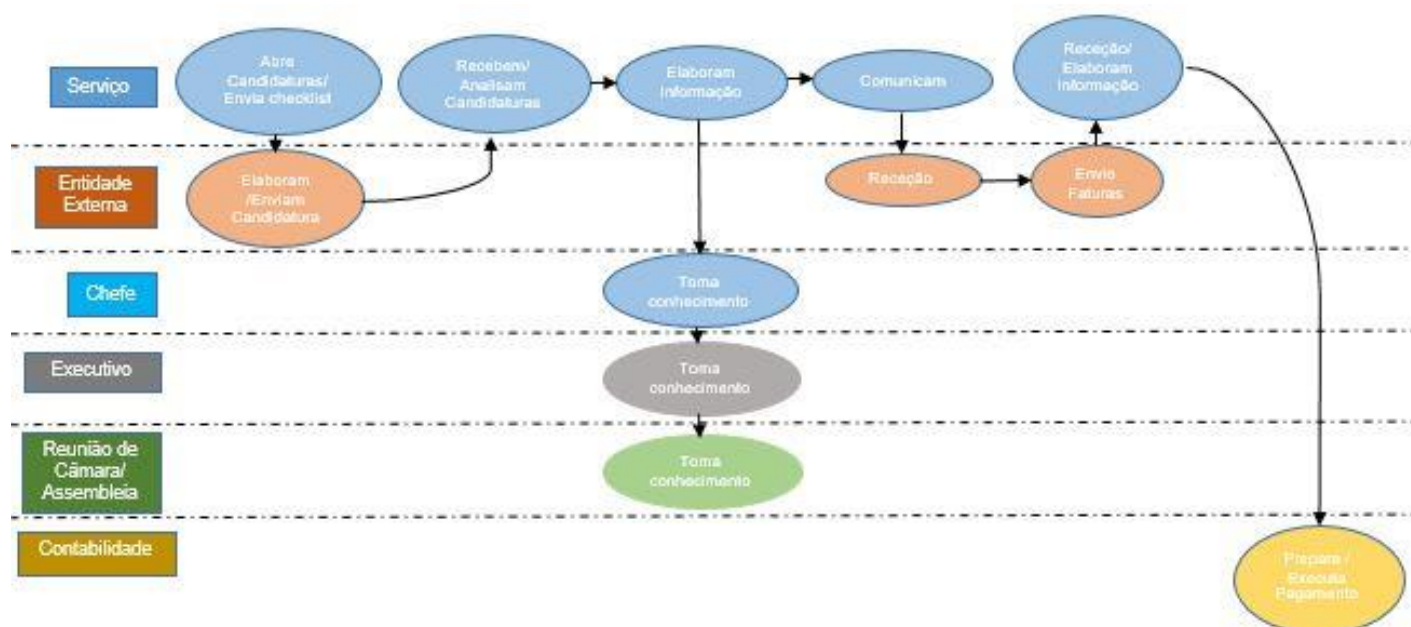 Serviço
Abre
Candidaturas/
Envia checklist
Recebem/
Analisam
Candidaturas
Elaboram
Informação
Comunicam
Receção/
Elaboram
Informação
Entidade
Externa
Elaboram
/Enviam
Candidatura
Receção
Envio
Faturas
Chefe
Toma
conhecimento
Executivo
Toma
conhecimento
Reunião de
Câmara/
Assembleia
Toma
conhecimento
Contabilidade
Prepara /
Executa
Pagamento